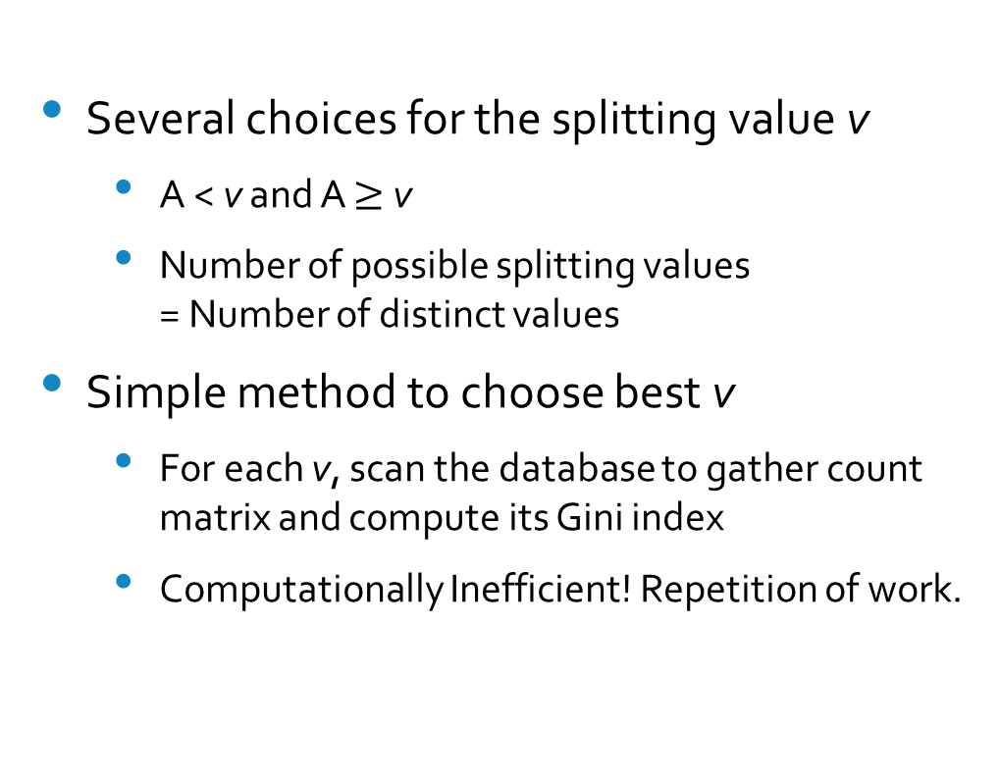 • Several choices for the splitting value v
• A < v and A ≥ v
• Number of possible splitting values
= Number of distinct values
• Simple method to choose best v
• For each v, scan the database to gather count
matrix and compute its Gini index
• Computationally Inefficient! Repetition of work.